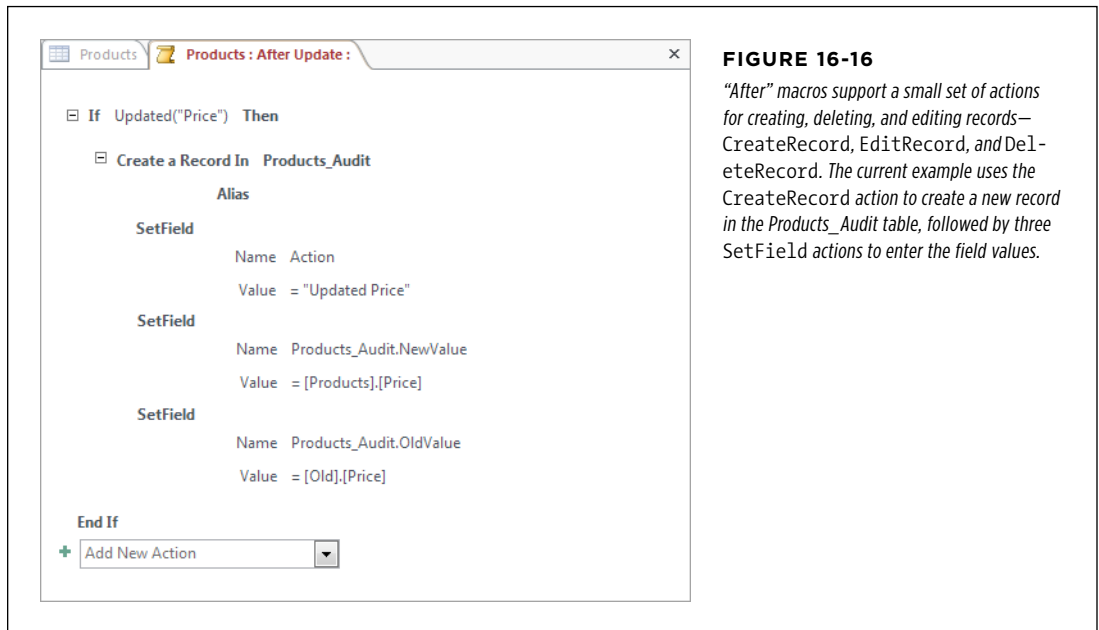 Products
Products : After Update :
×
If Updated("Price") Then
Create a Record In Products_Audit
Alias
SetField
Name Action
Value = "Updated Price"
SetField
Name Products_Audit.NewValue
Value = [Products].[Price]
SetField
Name Products_Audit.OldValue
Value = [Old].[Price]
End If
Add New Action
FIGURE 16-16
“After” macros support a small set of actions
for creating, deleting, and editing records—
CreateRecord, EditRecord, and Del-
eteRecord. The current example uses the
CreateRecord action to create a new record
in the Products_Audit table, followed by three
SetField actions to enter the field values.